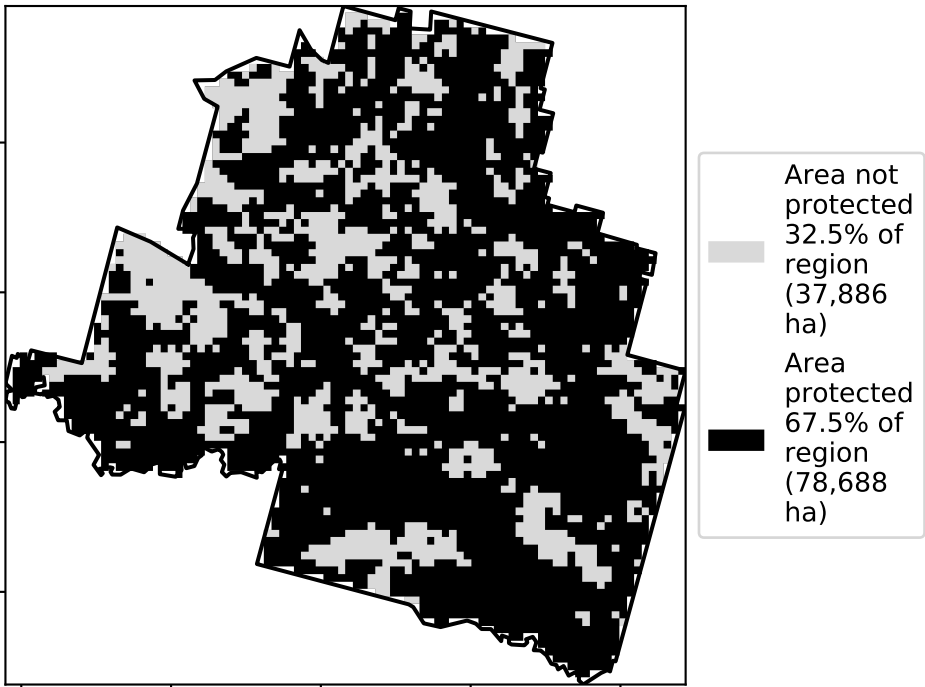 Area not
protected
32.5% of
region
(37,886
ha)
Area
protected
67.5% of
region
(78,688
ha)